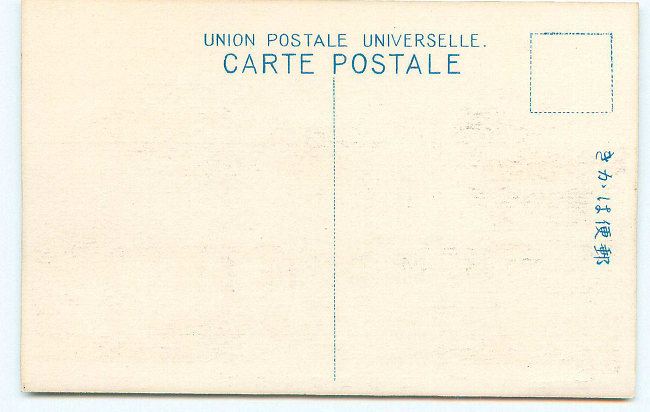 UNION POSTALE UNIVERSELLE.
CARTE POSTALE
郵便はかき